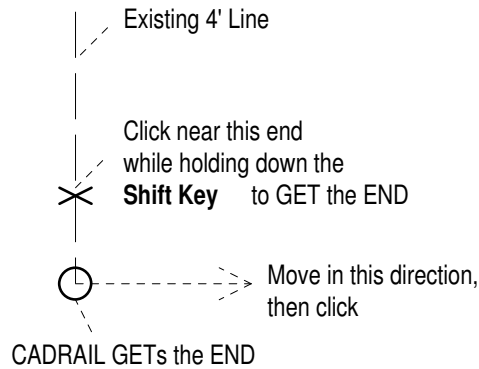 Existing 4' Line
Click near this end
while holding down the
Shift Key to GET the END
Move in this direction,
then click
CADRAIL GETs the END